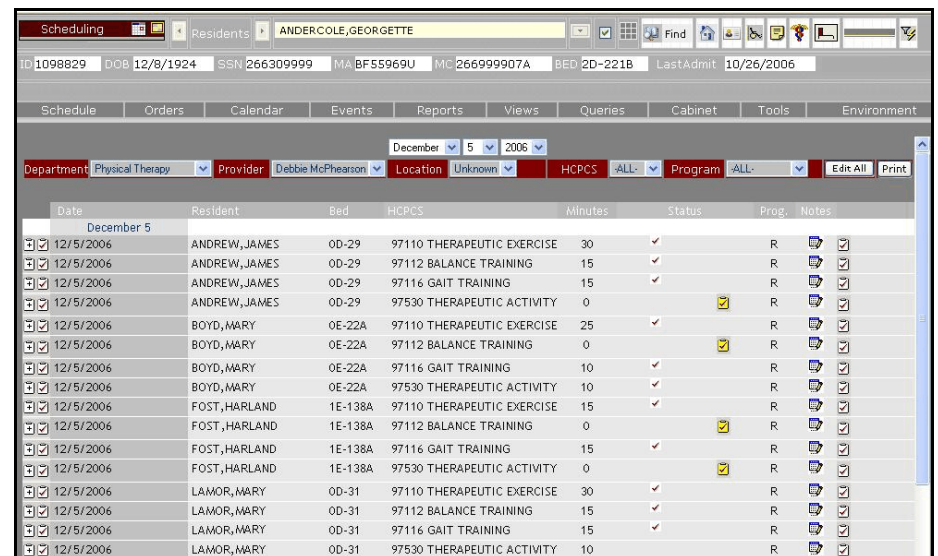 Scheduling Residents ANDERCOLE,GEORGETTE Find
ID 1098829 DOB 12/8/1924 SSN 266309999 MA BF55969U MC 266999907A BED 2D-221B LastAdmit 10/26/2006
Schedule Orders Calendar Events Reports Views Queries Cabinet Tools Environment
December 5 2006
Department Physical Therapy Provider Debbie McPhearson Location Unknown HCPCS -ALL- Program -ALL- Edit All Print
Date Resident Bed HCPCS Minutes Status Prog. Notes
December 5
12/5/2006 ANDREW,JAMES 0D-29 97110 THERAPEUTIC EXERCISE 30 R
12/5/2006 ANDREW,JAMES 0D-29 97112 BALANCE TRAINING 15 R
12/5/2006 ANDREW,JAMES 0D-29 97116 GAIT TRAINING 15 R
12/5/2006 ANDREW,JAMES 0D-29 97530 THERAPEUTIC ACTIVITY 0 R
12/5/2006 BOYD,MARY 0E-22A 97110 THERAPEUTIC EXERCISE 25 R
12/5/2006 BOYD,MARY 0E-22A 97112 BALANCE TRAINING 0 R
12/5/2006 BOYD,MARY 0E-22A 97116 GAIT TRAINING 10 R
12/5/2006 BOYD,MARY 0E-22A 97530 THERAPEUTIC ACTIVITY 10 R
12/5/2006 FOST,HARLAND 1E-138A 97110 THERAPEUTIC EXERCISE 15 R
12/5/2006 FOST,HARLAND 1E-138A 97112 BALANCE TRAINING 0 R
12/5/2006 FOST,HARLAND 1E-138A 97116 GAIT TRAINING 15 R
12/5/2006 FOST,HARLAND 1E-138A 97530 THERAPEUTIC ACTIVITY 0 R
12/5/2006 LAMOR,MARY 0D-31 97110 THERAPEUTIC EXERCISE 30 R
12/5/2006 LAMOR,MARY 0D-31 97112 BALANCE TRAINING 15 R
12/5/2006 LAMOR,MARY 0D-31 97116 GAIT TRAINING 15 R
12/5/2006 LAMOR,MARY 0D-31 97530 THERAPEUTIC ACTIVITY 10 R